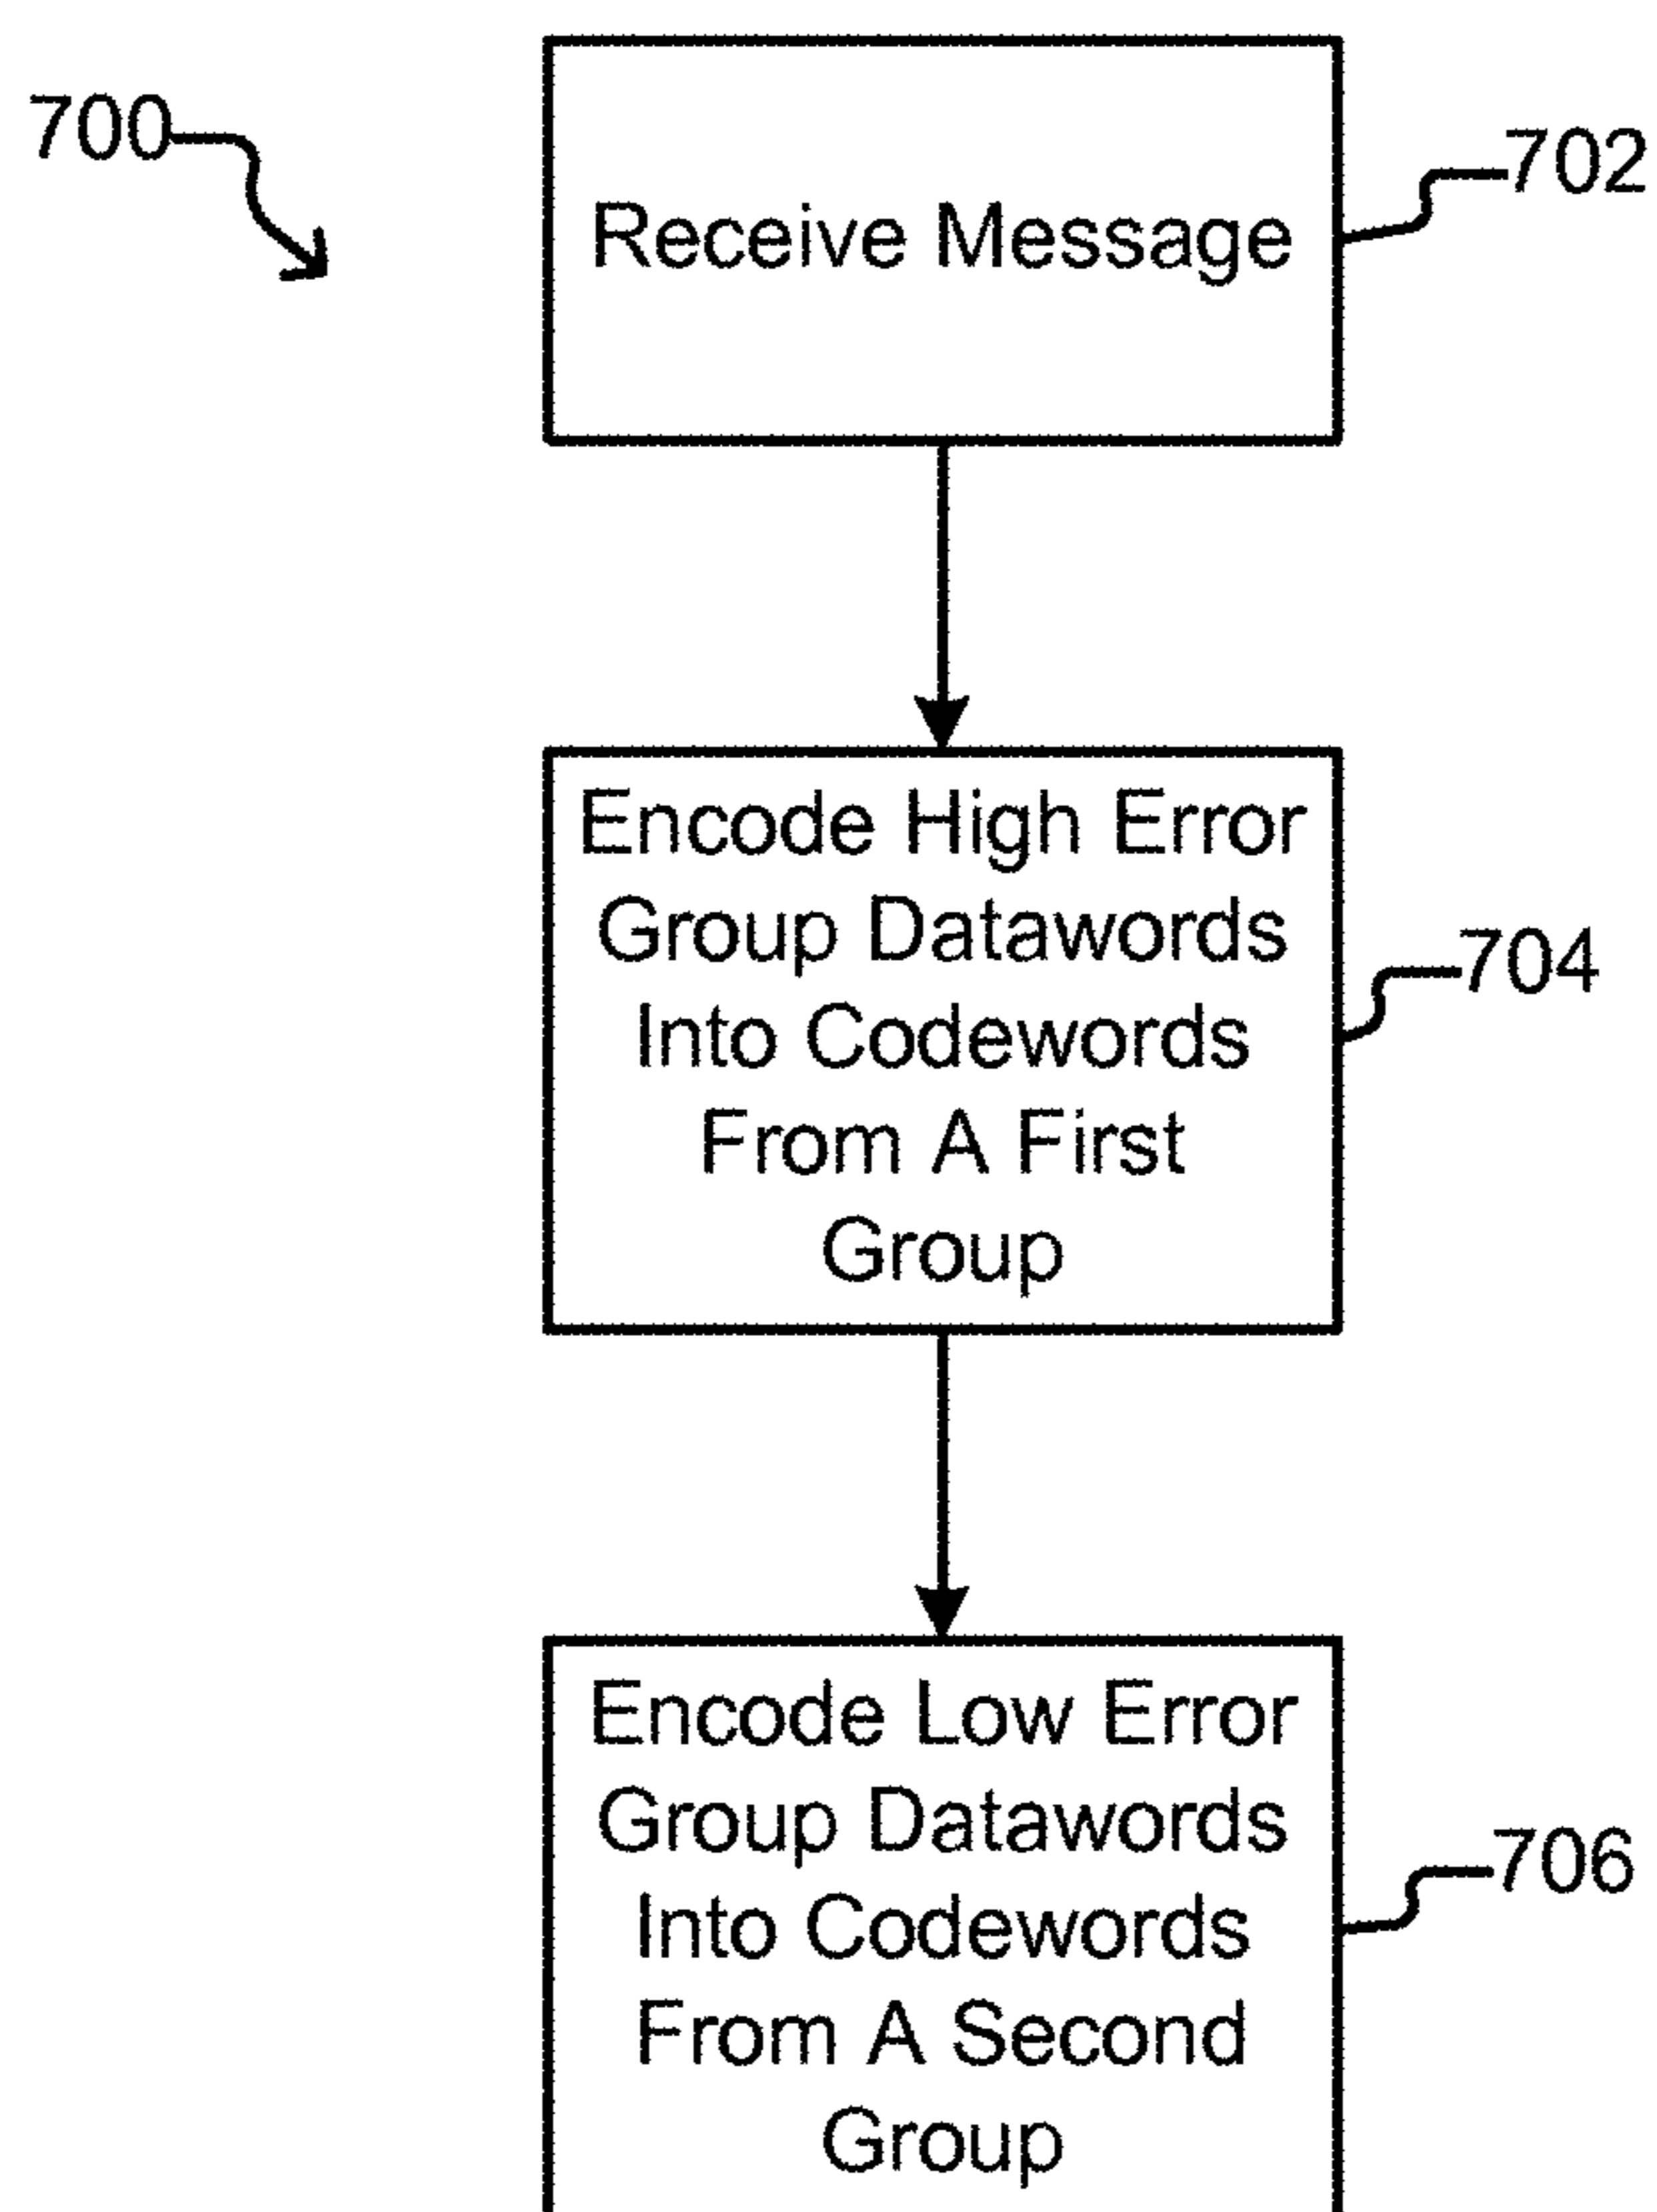 700
702
Receive Message
Encode High Error
Group Datawords
704
Into Codewords
From A First
Group
Encode Low Error
Group Datawords
706
Into Codewords
From A Second
Group